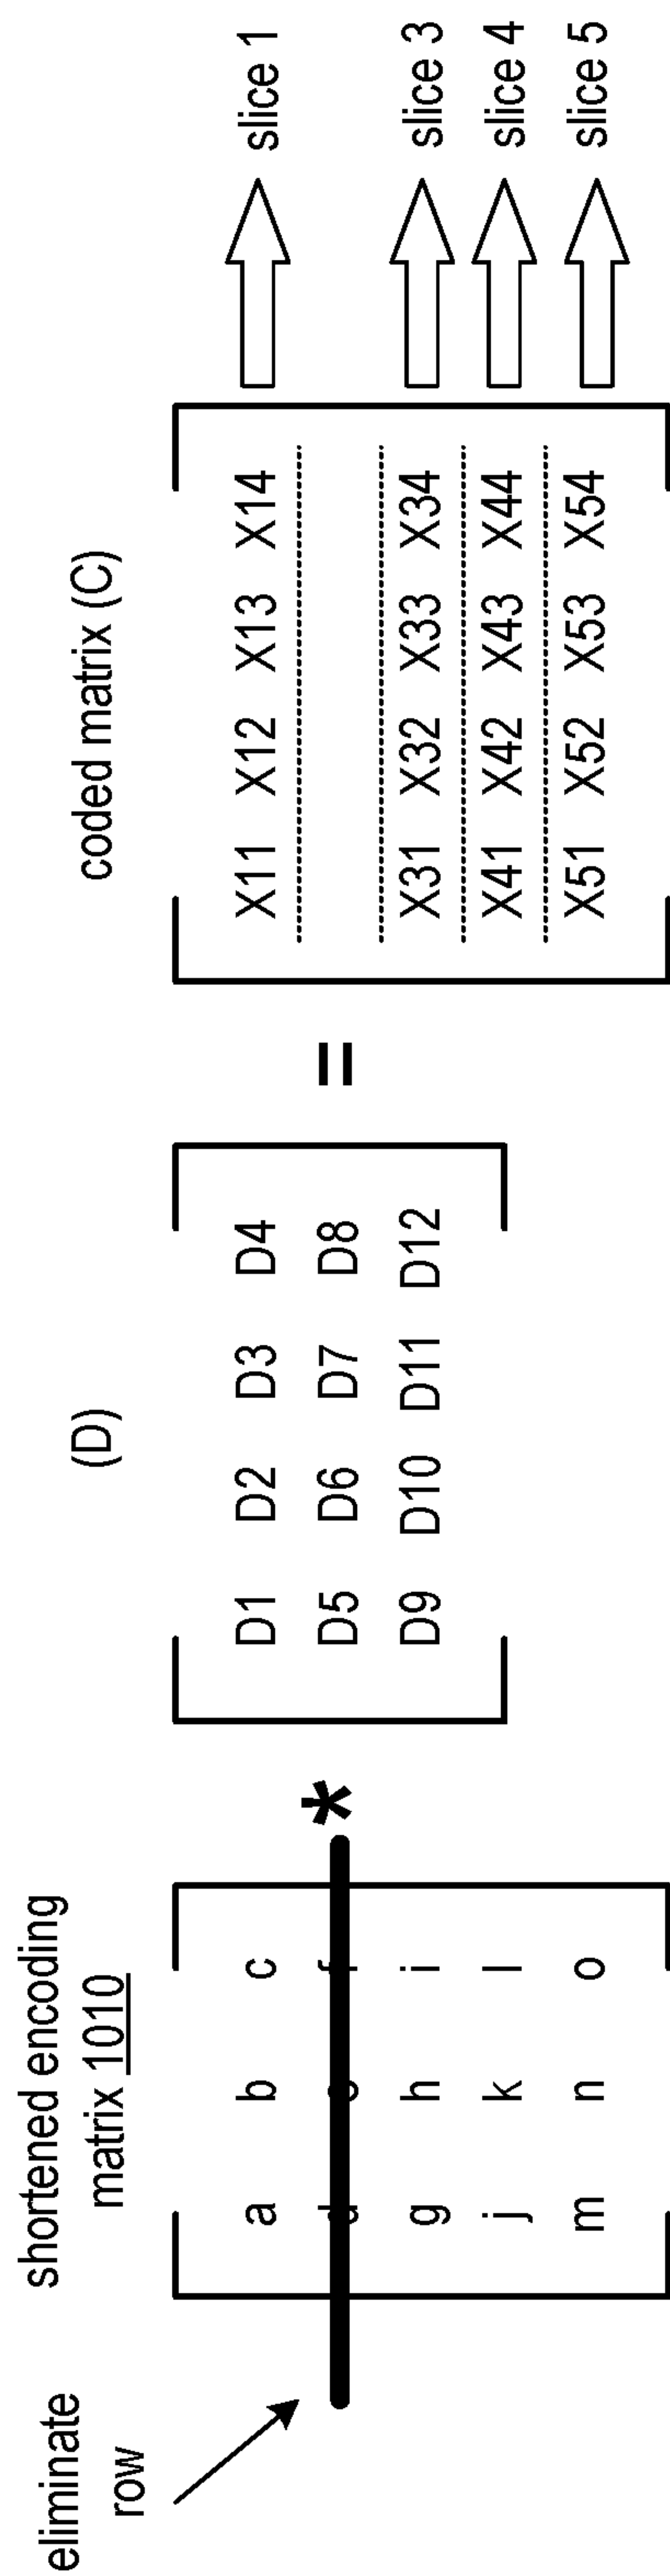 eliminate
row
shortened encoding
matrix 1010
a b c
d e f
g h i
j k l
m n o
*
(D)
D1 D2 D3 D4
D5 D6 D7 D8
D9 D10 D11 D12
=
coded matrix (C)
X11 X12 X13 X14
X31 X32 X33 X34
X41 X42 X43 X44
X51 X52 X53 X54
slice 1
slice 3
slice 4
slice 5